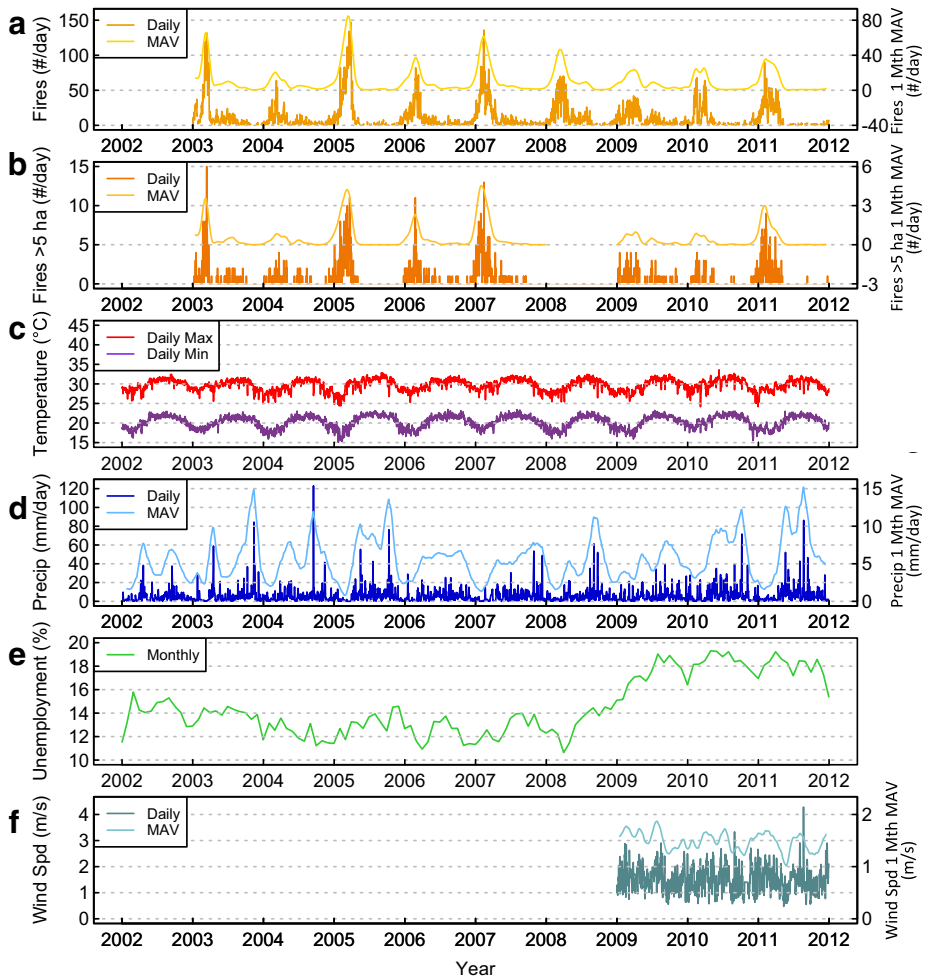 a
Fires (#/day)
150
100
50
0
Daily
MAV
80
40
0
-40
Fires 1 Mth MAV
(#/day)
2002 2003 2004 2005 2006 2007 2008 2009 2010 2011 2012
b
Fires >5 ha (#/day)
15
10
5
0
Daily
MAV
6
3
0
-3
Fires >5 ha 1 Mth MAV
(#/day)
2002 2003 2004 2005 2006 2007 2008 2009 2010 2011 2012
c
Temperature (°C)
45
40
35
30
25
20
15
Daily Max
Daily Min
2002 2003 2004 2005 2006 2007 2008 2009 2010 2011 2012
d
Precip (mm/day)
120
100
80
60
40
20
0
Daily
MAV
15
10
5
0
Precip 1 Mth MAV
(mm/day)
2002 2003 2004 2005 2006 2007 2008 2009 2010 2011 2012
e
Unemployment (%)
20
18
16
14
12
10
Monthly
2002 2003 2004 2005 2006 2007 2008 2009 2010 2011 2012
f
Wind Spd (m/s)
4
3
2
1
0
Daily
MAV
2
1
0
Wind Spd 1 Mth MAV
(m/s)
2002 2003 2004 2005 2006 2007 2008 2009 2010 2011 2012
Year